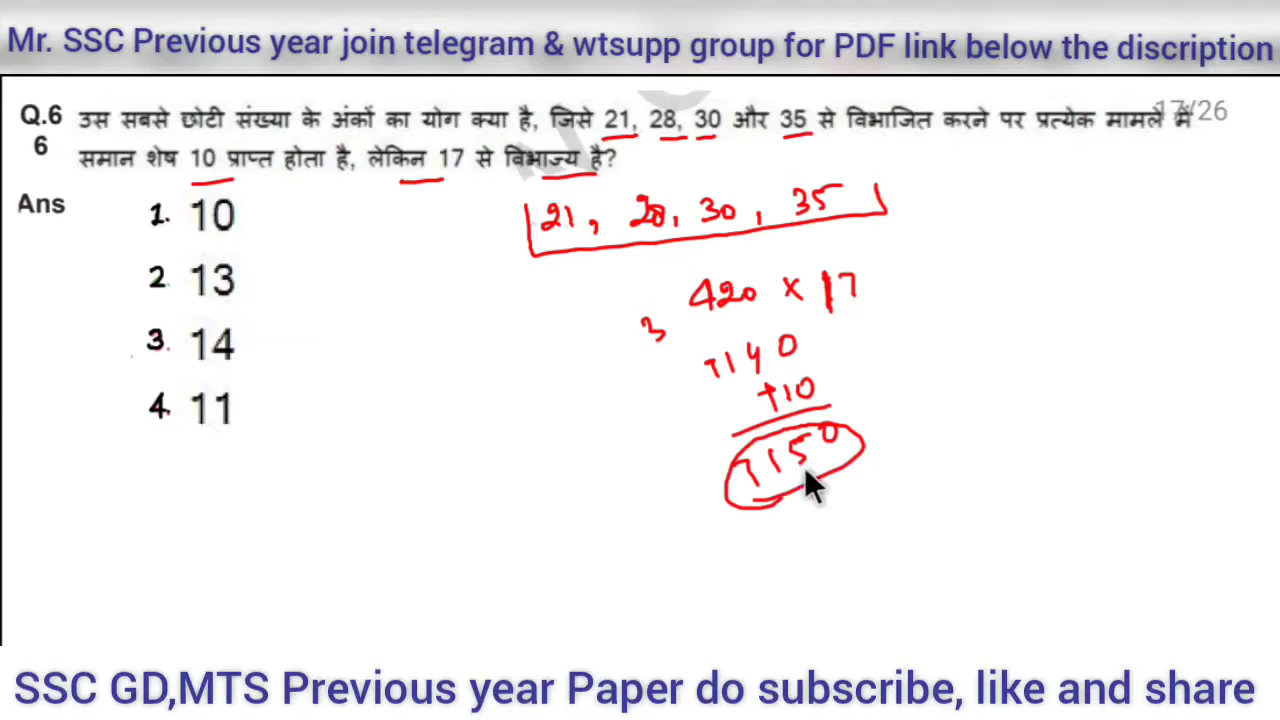 Mr. SSC Previous year join telegram & wtsupp group for PDF link below the discription
17/26
Q.6 उस सबसे छोटी संख्या के अंकों का योग क्या है, जिसे 21, 28, 30 और 35 से विभाजित करने पर प्रत्येक मामले में
6 समान शेष 10 प्राप्त होता है, लेकिन 17 से विभाज्य है?
Ans
1. 10
2 13
3. 14
4. 11
21, 28, 30, 35
420 × 17
3
7140
+10
7150
SSC GD,MTS Previous year Paper do subscribe, like and share